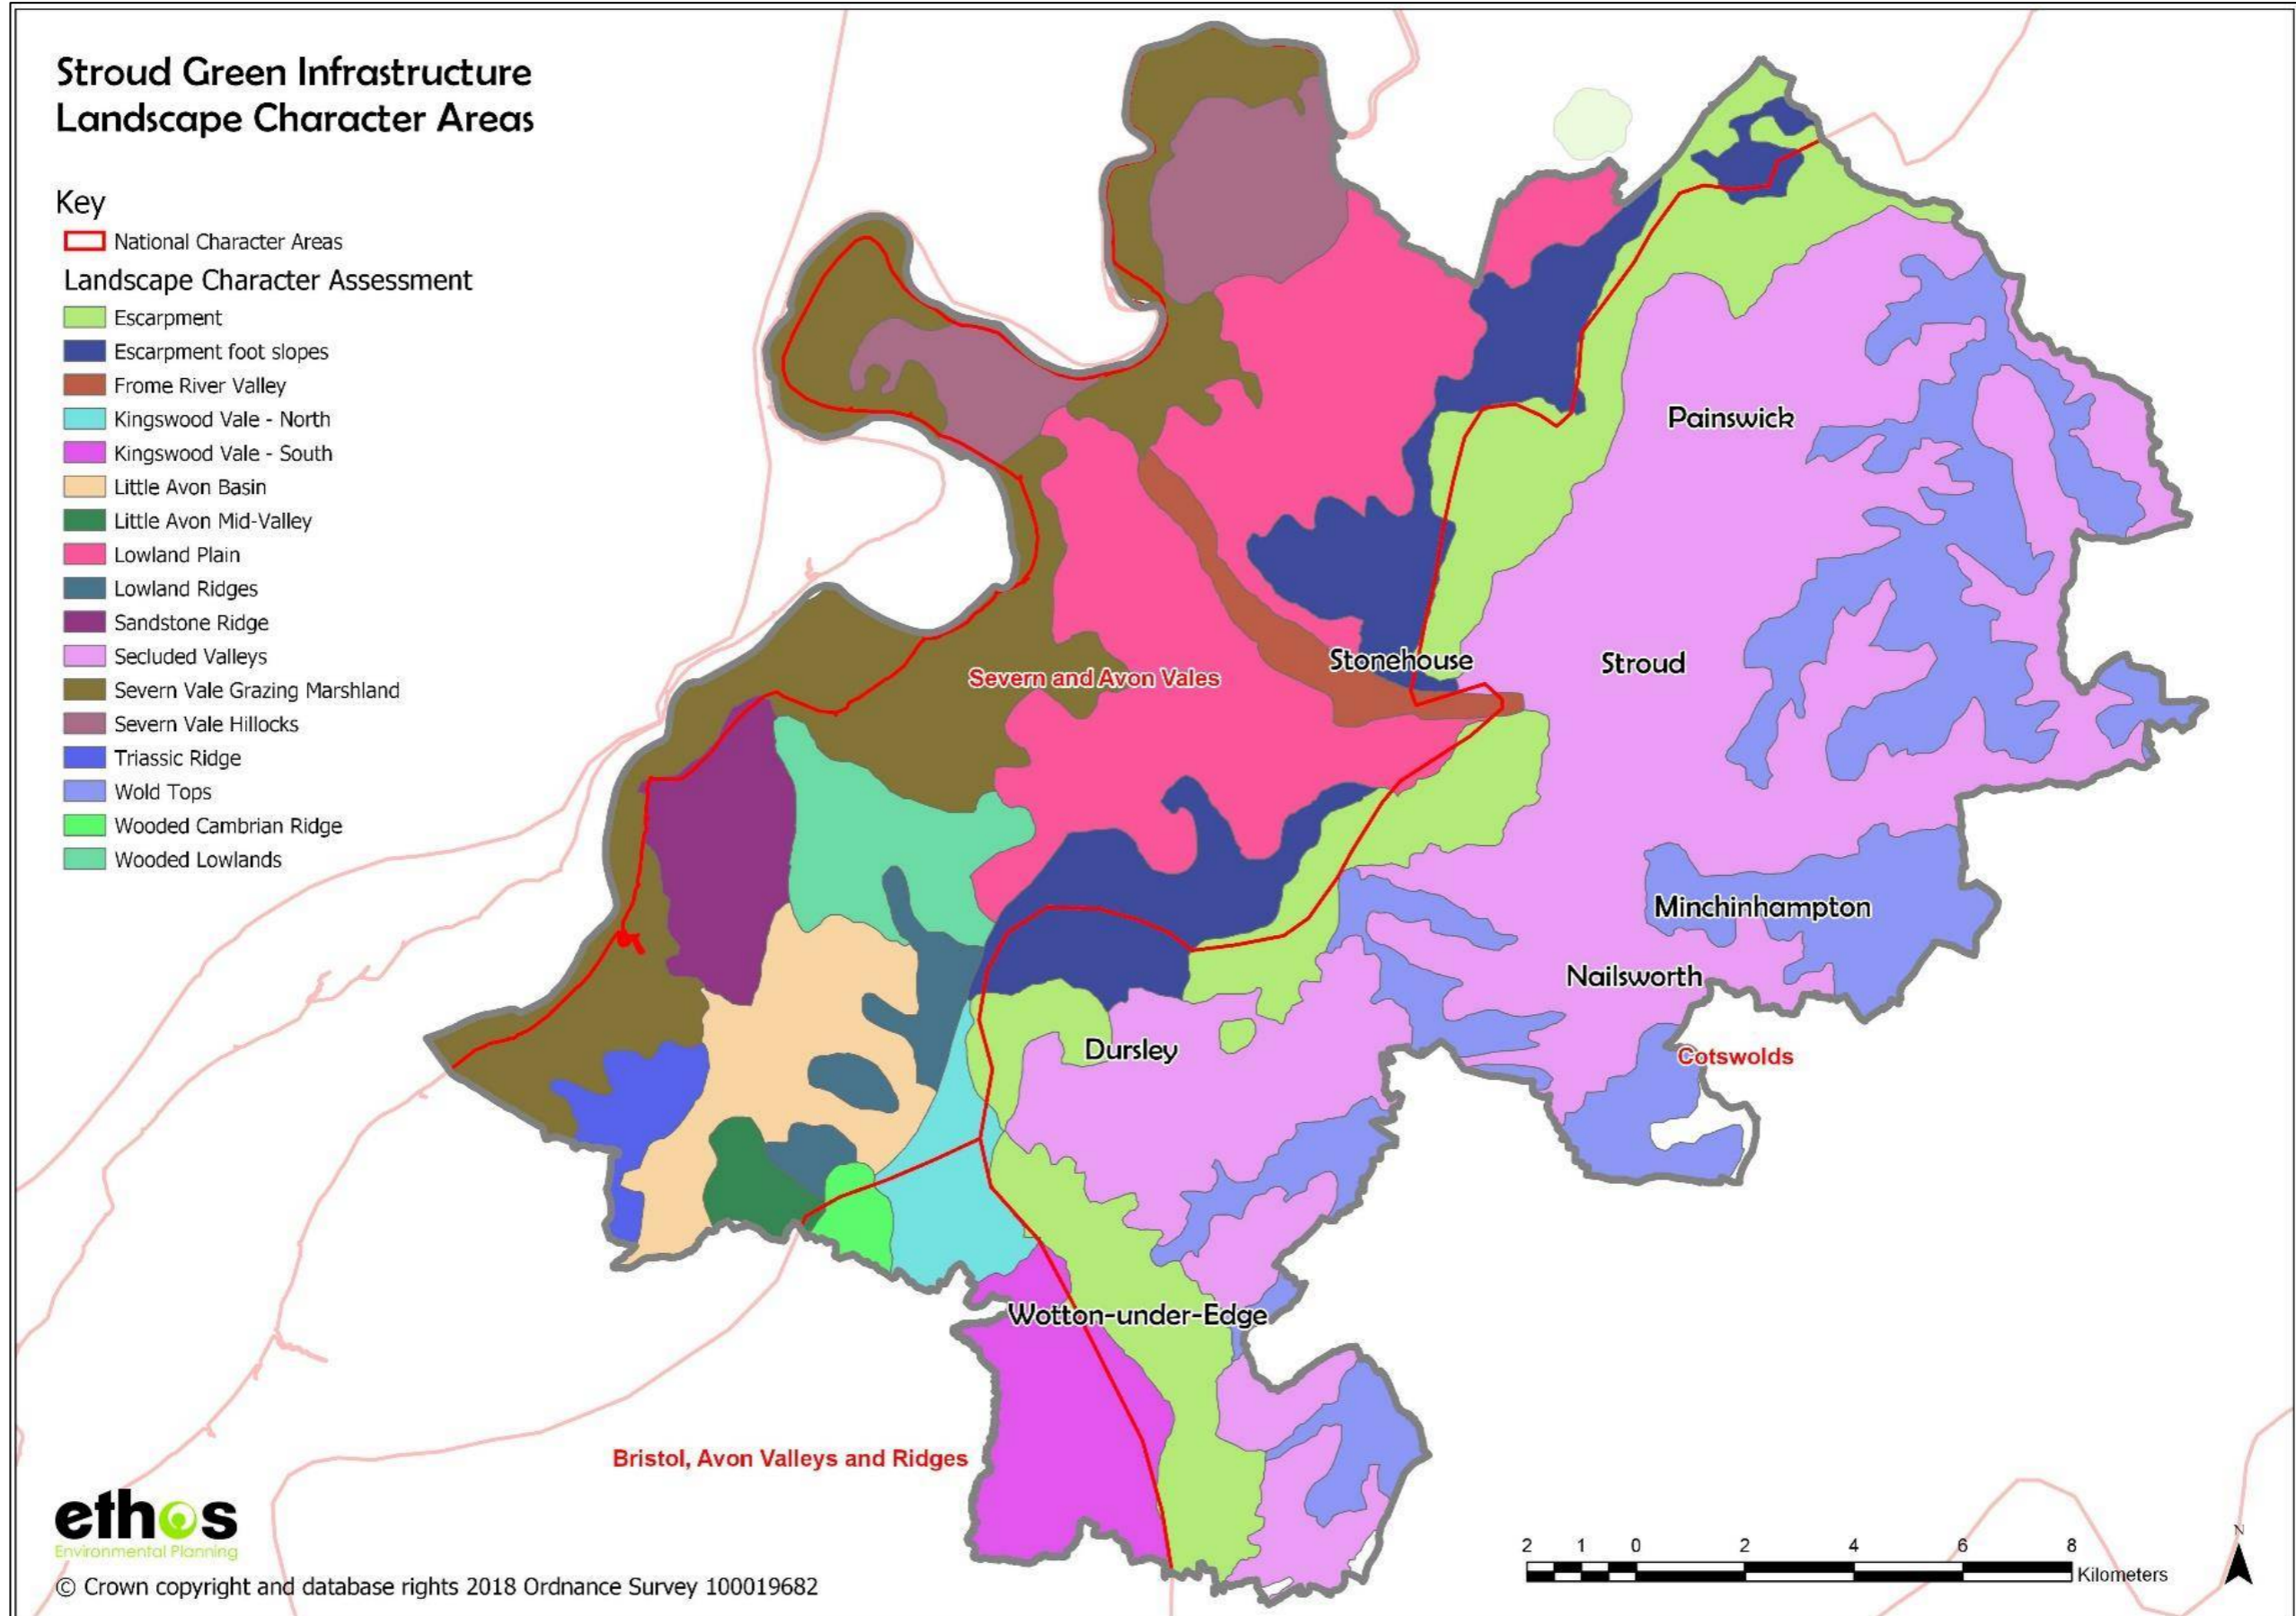 Stroud Green Infrastructure
Landscape Character Areas
Key
National Character Areas
Landscape Character Assessment
Escarpment
Escarpment foot slopes
Frome River Valley
Kingswood Vale - North
Kingswood Vale - South
Little Avon Basin
Little Avon Mid-Valley
Lowland Plain
Lowland Ridges
Sandstone Ridge
Secluded Valleys
Severn Vale Grazing Marshland
Severn Vale Hillocks
Triassic Ridge
Wold Tops
Wooded Cambrian Ridge
Wooded Lowlands
Painswick
Stonehouse
Stroud
Severn and Avon Vales
Minchinhampton
Nailsworth
Dursley
Cotswolds
Wotton-under-Edge
Bristol, Avon Valleys and Ridges
ethos
Environmental Planning
© Crown copyright and database rights 2018 Ordnance Survey 100019682
2 1 0 2 4 6 8
Kilometers
N